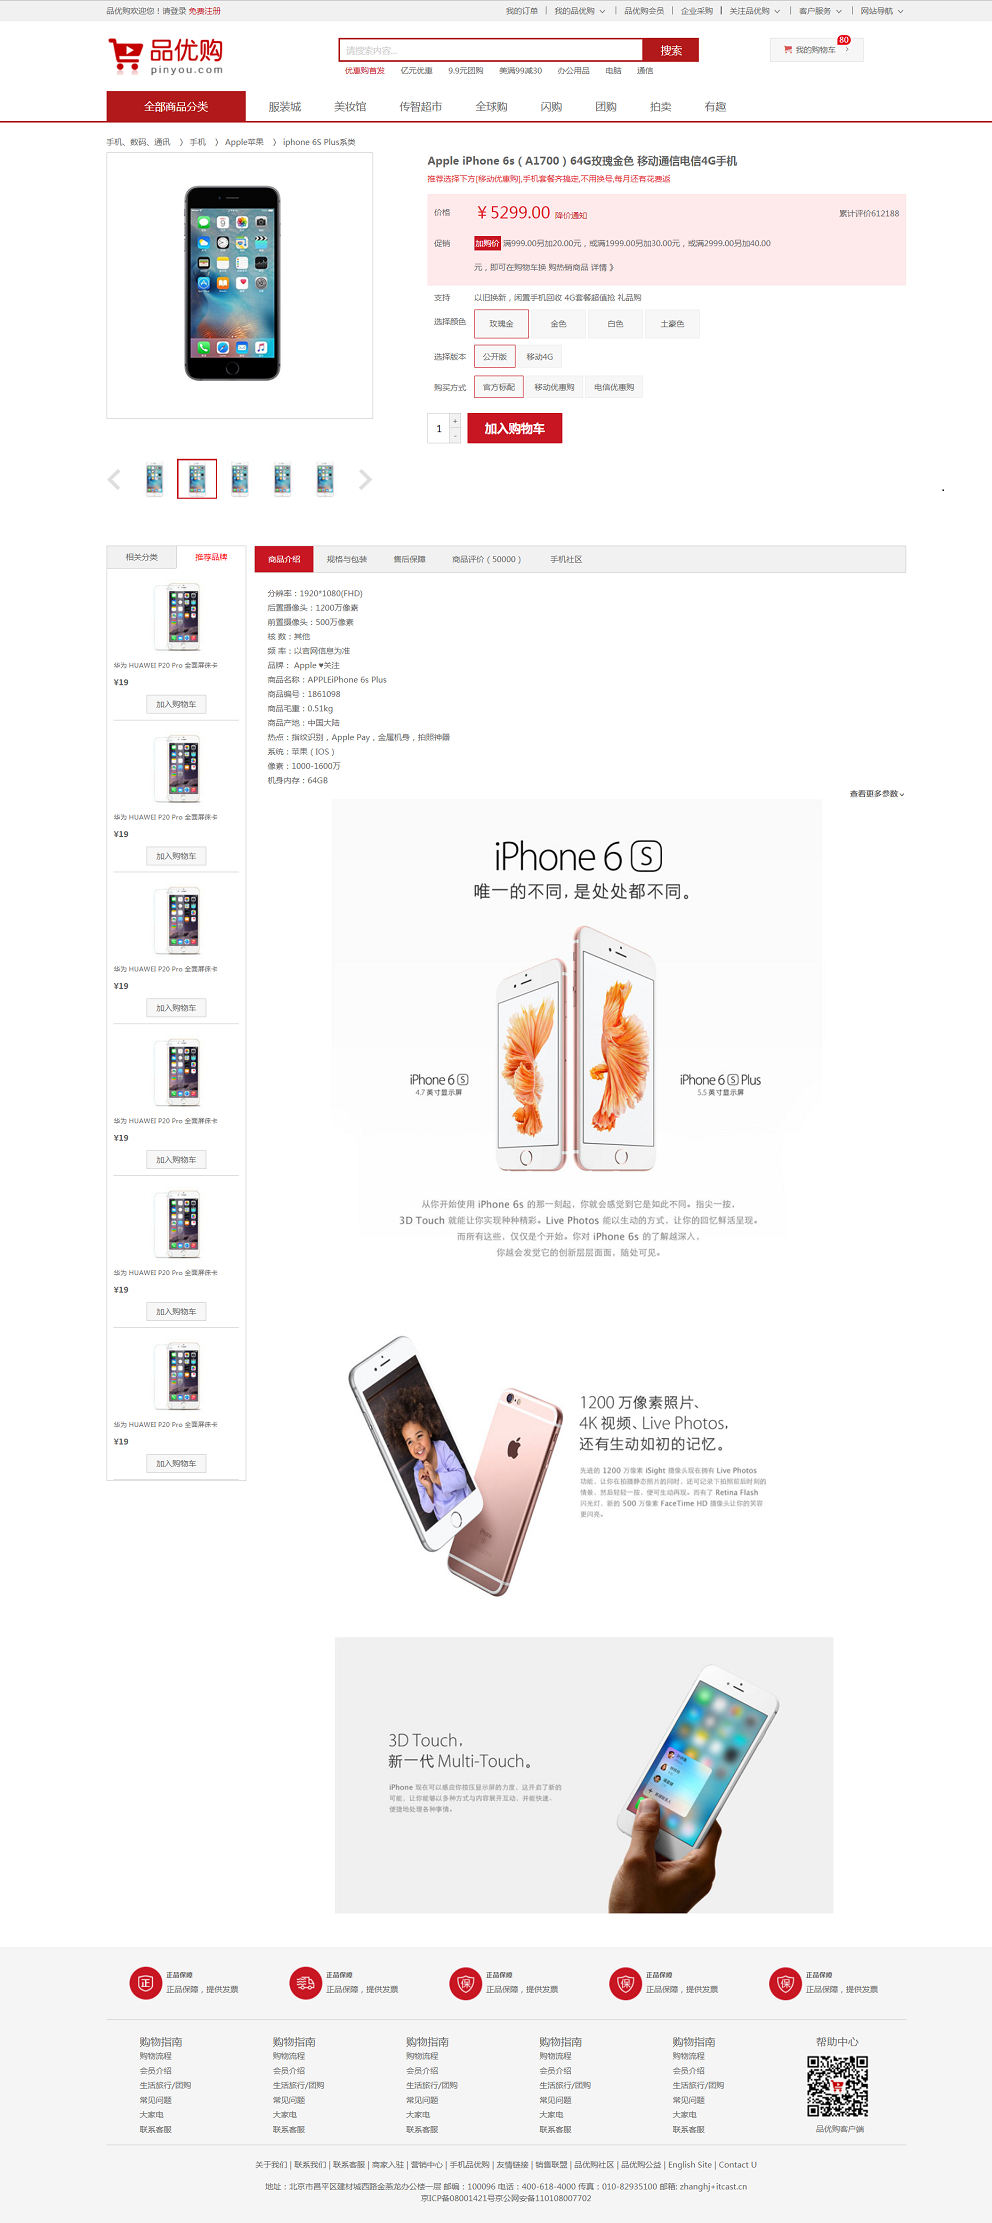 品优购欢迎您！请登录 免费注册
我的订单 | 我的品优购 | 品优购会员 | 企业采购 | 关注品优购 | 客户服务 | 网站导航
品优购
pinyou.com
请搜索内容... 搜索
我的购物车 80
优惠购首发 亿元优惠 9.9元团购 美满99减30 办公用品 电脑 通信
全部商品分类 服装城 美妆馆 传智超市 全球购 闪购 团购 拍卖 有趣
手机、数码、通讯 〉 手机 〉 Apple苹果 〉 iphone 6S Plus系类
Apple iPhone 6s（A1700）64G玫瑰金色 移动通信电信4G手机
推荐选择下方[移动优惠购],手机套餐齐搞定,不用换号,每月还有花费返
价格 ￥5299.00 降价通知 累计评价612188
促销 加购价 满999.00另加20.00元，或满1999.00另加30.00元，或满2999.00另加40.00
元，即可在购物车换 购热销商品 详情 》
支持 以旧换新，闲置手机回收 4G套餐超值抢 礼品购
选择颜色 玫瑰金 金色 白色 土豪色
选择版本 公开版 移动4G
购买方式 官方标配 移动优惠购 电信优惠购
1 + - 加入购物车
相关分类 推荐品牌
商品介绍 规格与包装 售后保障 商品评价（50000） 手机社区
华为 HUAWEI P20 Pro 全面屏徕卡
¥19
加入购物车
华为 HUAWEI P20 Pro 全面屏徕卡
¥19
加入购物车
华为 HUAWEI P20 Pro 全面屏徕卡
¥19
加入购物车
华为 HUAWEI P20 Pro 全面屏徕卡
¥19
加入购物车
华为 HUAWEI P20 Pro 全面屏徕卡
¥19
加入购物车
华为 HUAWEI P20 Pro 全面屏徕卡
¥19
加入购物车
分辨率：1920*1080(FHD)
后置摄像头：1200万像素
前置摄像头：500万像素
核 数：其他
频 率：以官网信息为准
品牌： Apple ♥关注
商品名称：APPLEiPhone 6s Plus
商品编号：1861098
商品毛重：0.51kg
商品产地：中国大陆
热点：指纹识别，Apple Pay，金属机身，拍照神器
系统：苹果（IOS）
像素：1000-1600万
机身内存：64GB
查看更多参数
iPhone 6 S
唯一的不同，是处处都不同。
iPhone 6 S
4.7 英寸显示屏
iPhone 6 S Plus
5.5 英寸显示屏
从你开始使用 iPhone 6s 的那一刻起，你就会感觉到它是如此不同。指尖一按，
3D Touch 就能让你实现种种精彩。Live Photos 能以生动的方式，让你的回忆鲜活呈现。
而所有这些，仅仅是个开始。你对 iPhone 6s 的了解越深入，
你越会发觉它的创新层层面面，随处可见。
1200 万像素照片、
4K 视频、Live Photos，
还有生动如初的记忆。
先进的 1200 万像素 iSight 摄像头现在拥有 Live Photos
功能，让你在拍摄静态照片的同时，还可记录下拍照前后时刻的
情景，然后轻轻一按，便可生动再现。而有了 Retina Flash
闪光灯，新的 500 万像素 FaceTime HD 摄像头让你的笑容
更闪亮。
3D Touch，
新一代 Multi-Touch。
iPhone 现在可以感应你按压显示屏的力度，这开启了新的
可能，让你能够以多种方式与内容展开互动，并能快速、
便捷地处理各种事情。
正 正品保障
正品保障，提供发票
正品保障
正品保障，提供发票
保 正品保障
正品保障，提供发票
保 正品保障
正品保障，提供发票
保 正品保障
正品保障，提供发票
购物指南 购物指南 购物指南 购物指南 购物指南 帮助中心
购物流程 购物流程 购物流程 购物流程 购物流程
会员介绍 会员介绍 会员介绍 会员介绍 会员介绍
生活旅行/团购 生活旅行/团购 生活旅行/团购 生活旅行/团购 生活旅行/团购
常见问题 常见问题 常见问题 常见问题 常见问题
大家电 大家电 大家电 大家电 大家电
联系客服 联系客服 联系客服 联系客服 联系客服 品优购客户端
关于我们 | 联系我们 | 联系客服 | 商家入驻 | 营销中心 | 手机品优购 | 友情链接 | 销售联盟 | 品优购社区 | 品优购公益 | English Site | Contact U
地址：北京市昌平区建材城西路金燕龙办公楼一层 邮编：100096 电话：400-618-4000 传真：010-82935100 邮箱: zhanghj+itcast.cn
京ICP备08001421号京公网安备110108007702